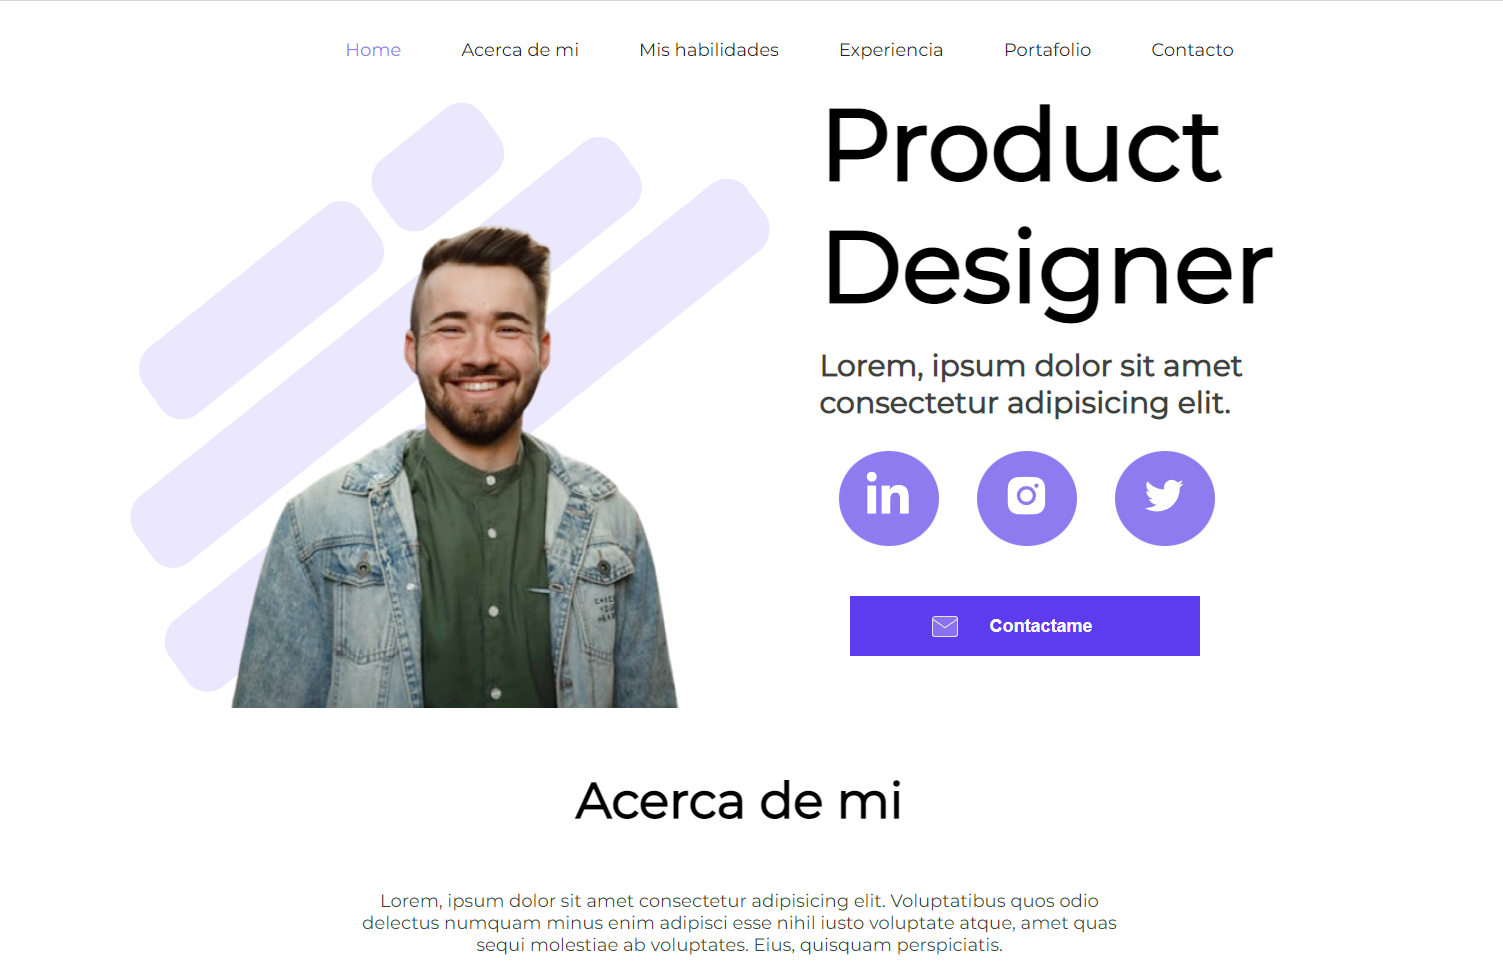 Home Acerca de mi Mis habilidades Experiencia Portafolio Contacto
Product
Designer
Lorem, ipsum dolor sit amet
consectetur adipisicing elit.
in
Contactame
Acerca de mi
Lorem, ipsum dolor sit amet consectetur adipisicing elit. Voluptatibus quos odio
delectus numquam minus enim adipisci esse nihil iusto voluptate atque, amet quas
sequi molestiae ab voluptates. Eius, quisquam perspiciatis.